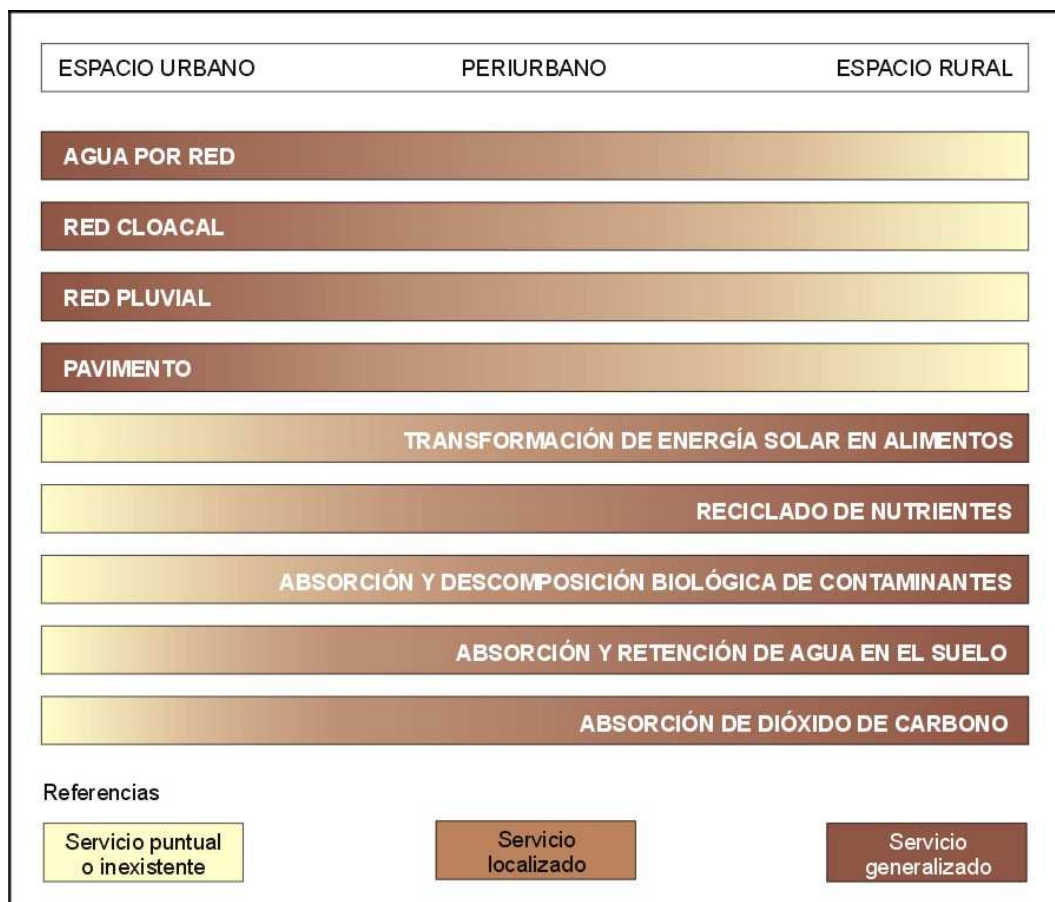 ESPACIO URBANO PERIURBANO ESPACIO RURAL
AGUA POR RED
RED CLOACAL
RED PLUVIAL
PAVIMENTO
TRANSFORMACIÓN DE ENERGÍA SOLAR EN ALIMENTOS
RECICLADO DE NUTRIENTES
ABSORCIÓN Y DESCOMPOSICIÓN BIOLÓGICA DE CONTAMINANTES
ABSORCIÓN Y RETENCIÓN DE AGUA EN EL SUELO
ABSORCIÓN DE DIÓXIDO DE CARBONO
Referencias
Servicio puntual
o inexistente
Servicio
localizado
Servicio
generalizado